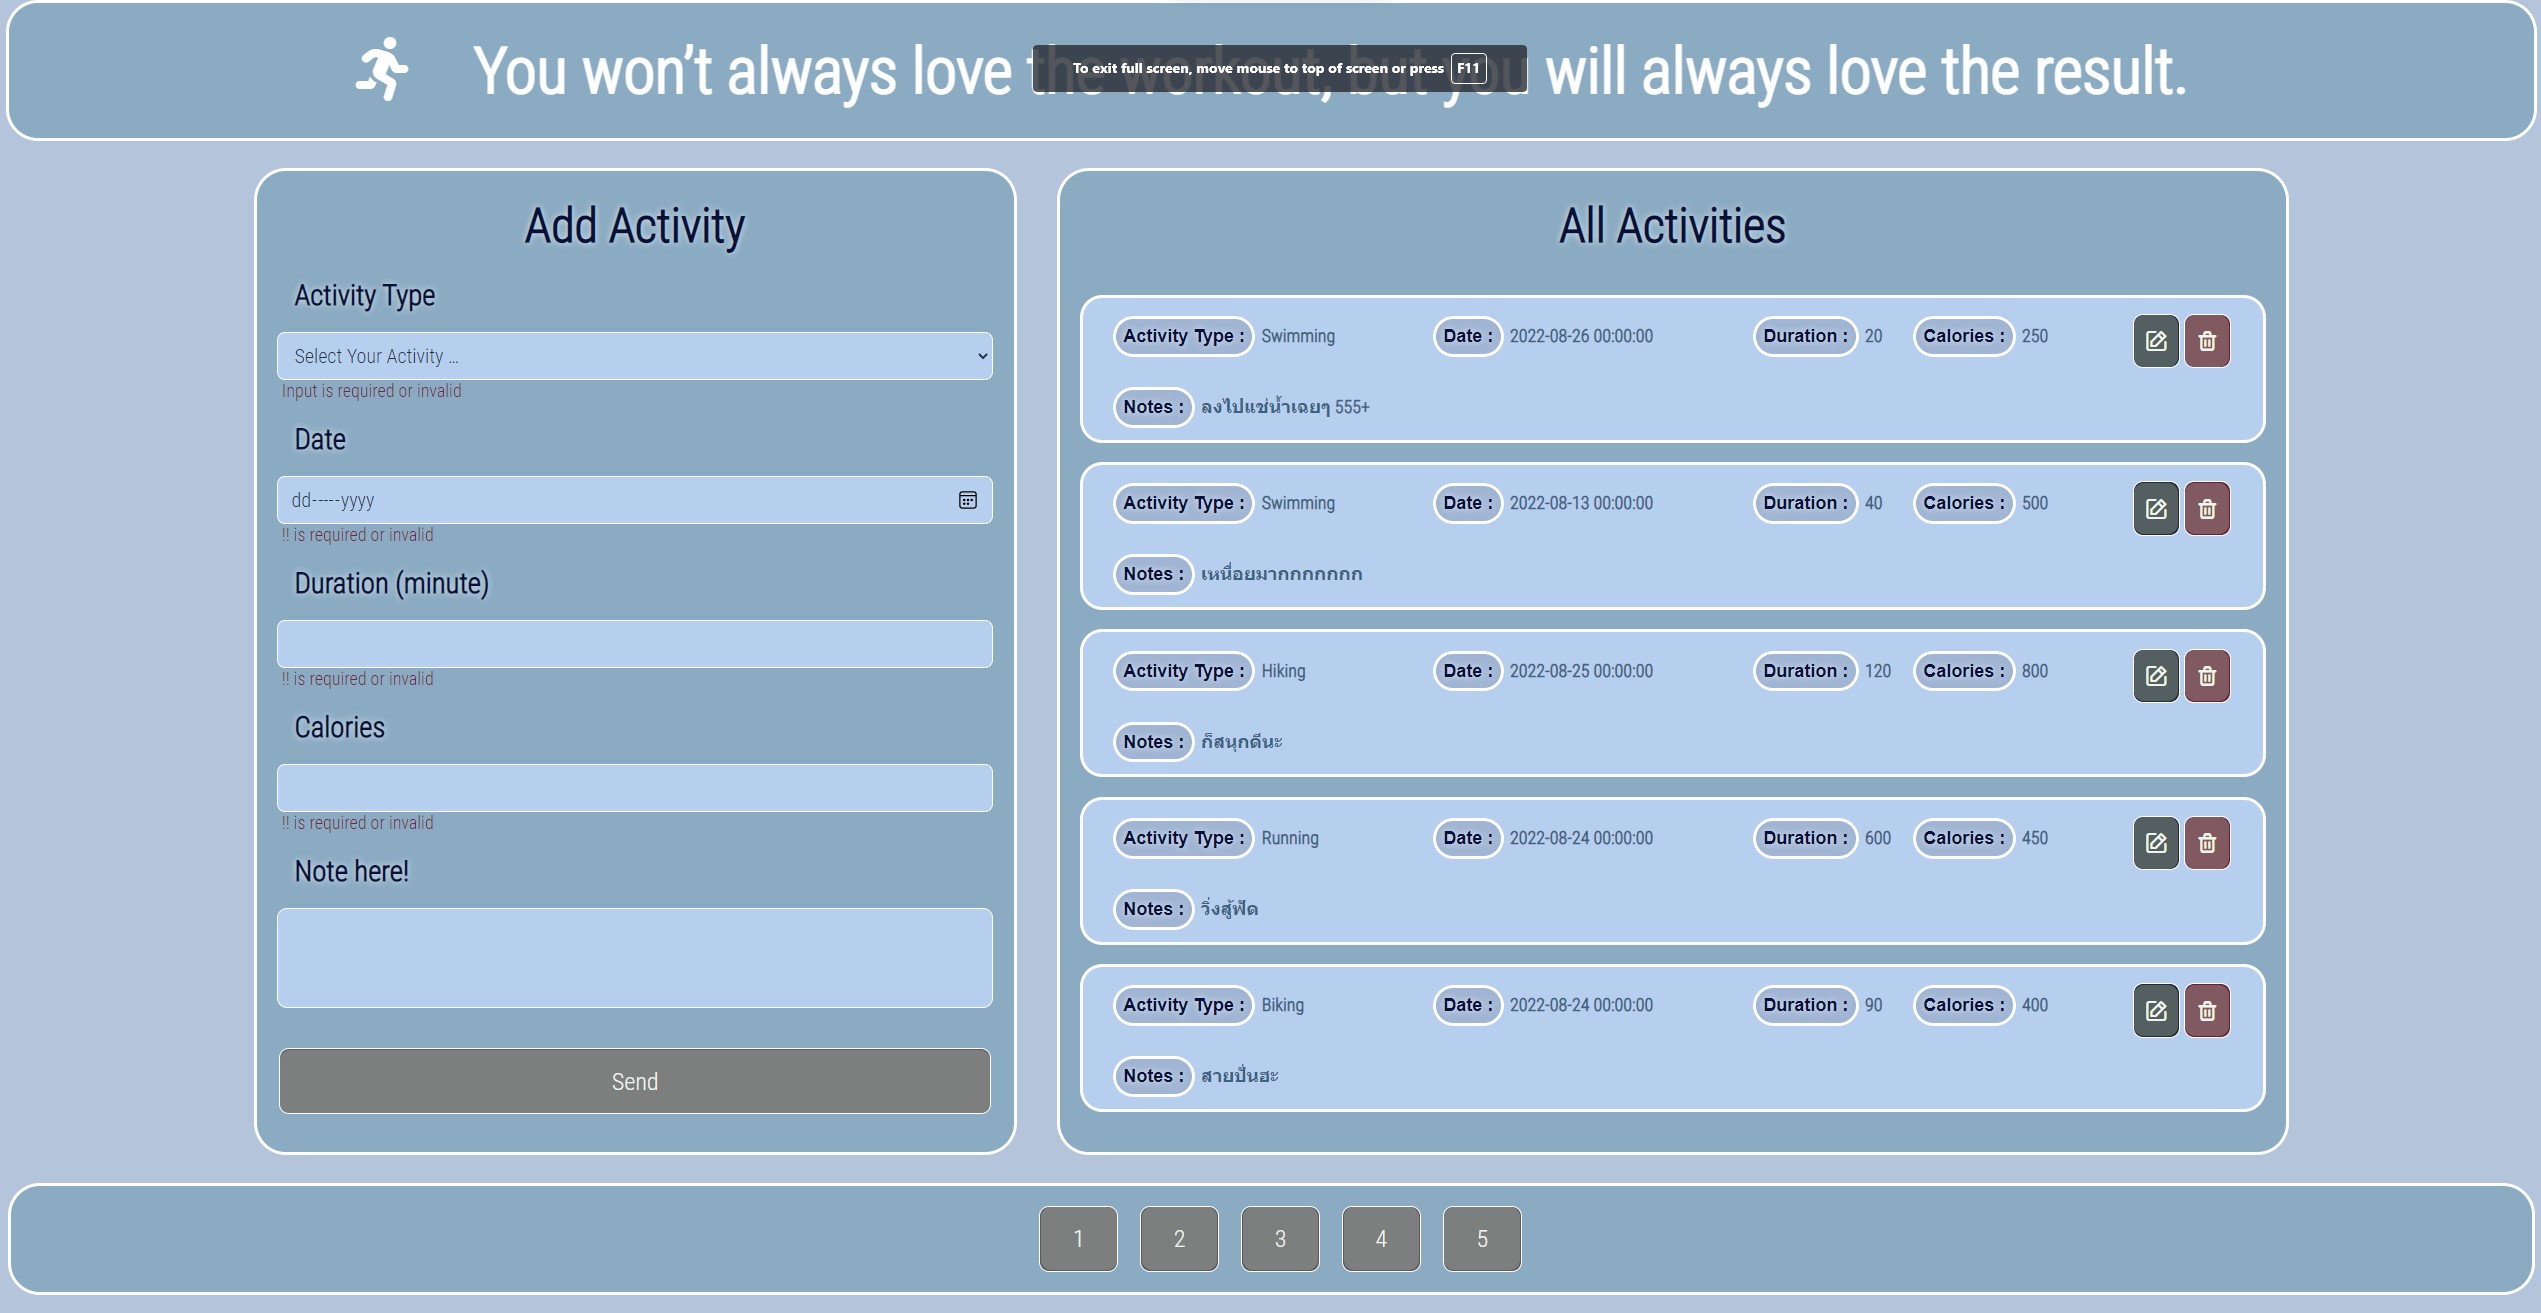 You won’t always love the workout, but you will always love the result.
To exit full screen, move mouse to top of screen or press F11
Add Activity
Activity Type
Select Your Activity ...
Input is required or invalid
Date
dd-----yyyy
!! is required or invalid
Duration (minute)
!! is required or invalid
Calories
!! is required or invalid
Note here!
Send
All Activities
Activity Type : Swimming Date : 2022-08-26 00:00:00 Duration : 20 Calories : 250
Notes : ลงไปแช่น้ำเฉยๆ 555+
Activity Type : Swimming Date : 2022-08-13 00:00:00 Duration : 40 Calories : 500
Notes : เหนื่อยมากกกกกกก
Activity Type : Hiking Date : 2022-08-25 00:00:00 Duration : 120 Calories : 800
Notes : ก็สนุกดีนะ
Activity Type : Running Date : 2022-08-24 00:00:00 Duration : 600 Calories : 450
Notes : วิ่งสู้ฟัด
Activity Type : Biking Date : 2022-08-24 00:00:00 Duration : 90 Calories : 400
Notes : สายปั่นฮะ
1 2 3 4 5